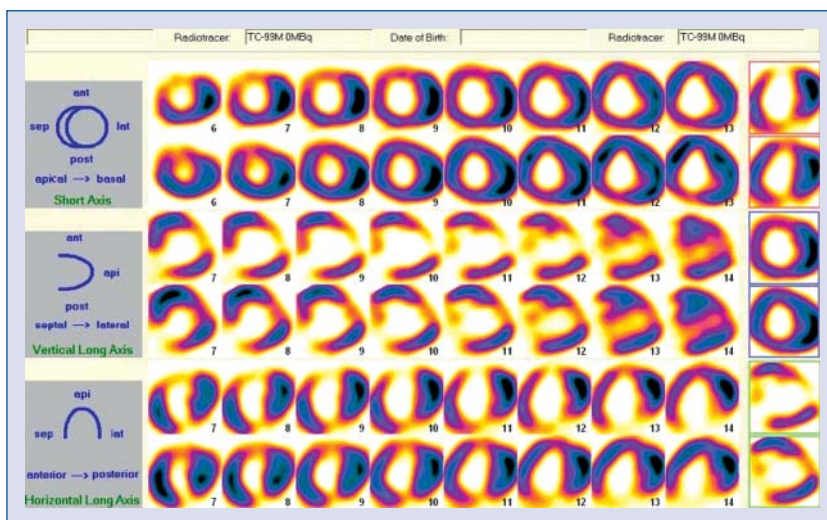 Radiotracer: TC-99M 0MBq Date of Birth: Radiotracer: TC-99M 0MBq
ant
sep lat
post
apical —> basal
Short Axis
6 7 8 9 10 11 12 13
6 7 8 9 10 11 12 13
ant
api
post
septal —> lateral
Vertical Long Axis
7 8 9 10 11 12 13 14
7 8 9 10 11 12 13 14
api
sep lat
anterior —> posterior
Horizontal Long Axis
7 8 9 10 11 12 13 14
7 8 9 10 11 12 13 14